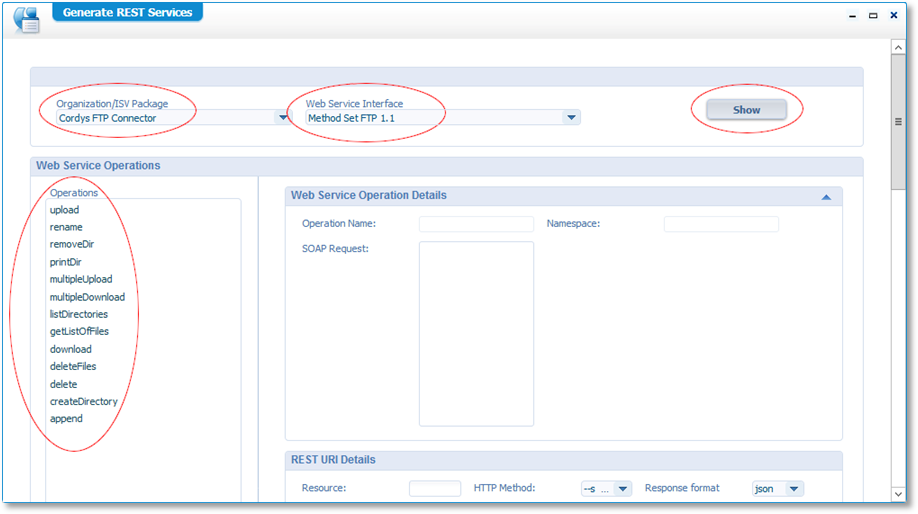 Generate REST Services
Organization/ISV Package
Web Service Interface
Cordys FTP Connector
Method Set FTP 1.1
Show
Web Service Operations
Operations
upload
rename
removeDir
printDir
multipleUpload
multipleDownload
listDirectories
getListOfFiles
download
deleteFiles
delete
createDirectory
append
Web Service Operation Details
Operation Name:
Namespace:
SOAP Request:
REST URI Details
Resource:
HTTP Method:
--s ...
Response format
json